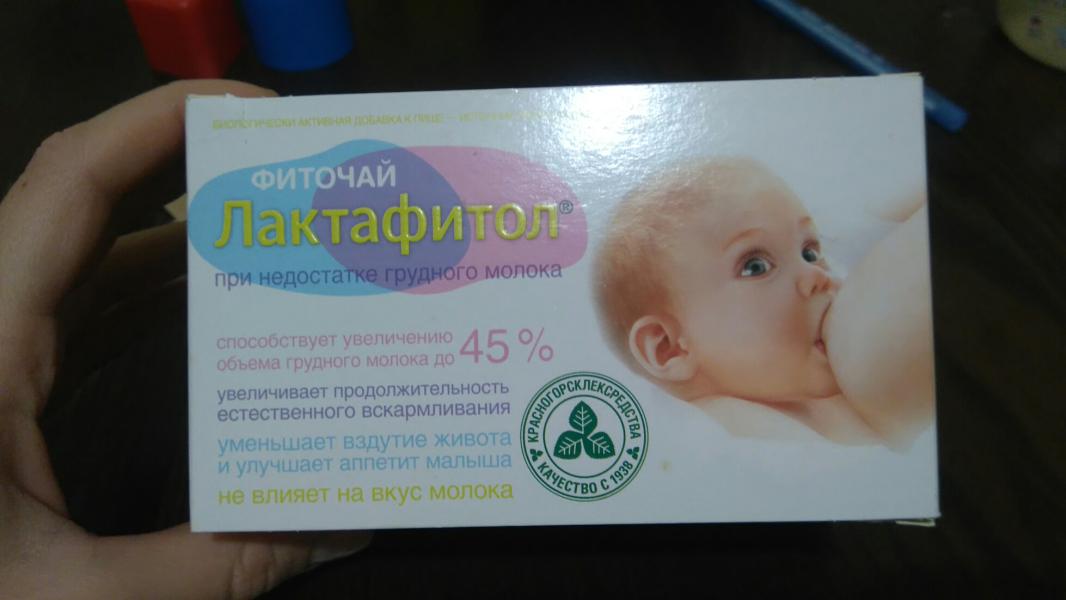 БИОЛОГИЧЕСКИ АКТИВНАЯ ДОБАВКА К ПИЩЕ —
ФИТОЧАЙ
Лактафитол®
при недостатке грудного молока
способствует увеличению
объема грудного молока до 45 %
увеличивает продолжительность
естественного вскармливания
уменьшает вздутие живота
и улучшает аппетит малыша
не влияет на вкус молока
КРАСНОГОРСКЛЕКСРЕДСТВА
КАЧЕСТВО С 1938